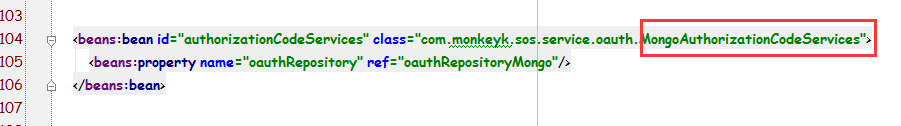 103
104 <beans:bean id="authorizationCodeServices" class="com.monkeyk.sos.service.oauth.MongoAuthorizationCodeServices">
105 <beans:property name="oauthRepository" ref="oauthRepositoryMongo"/>
106 </beans:bean>
107